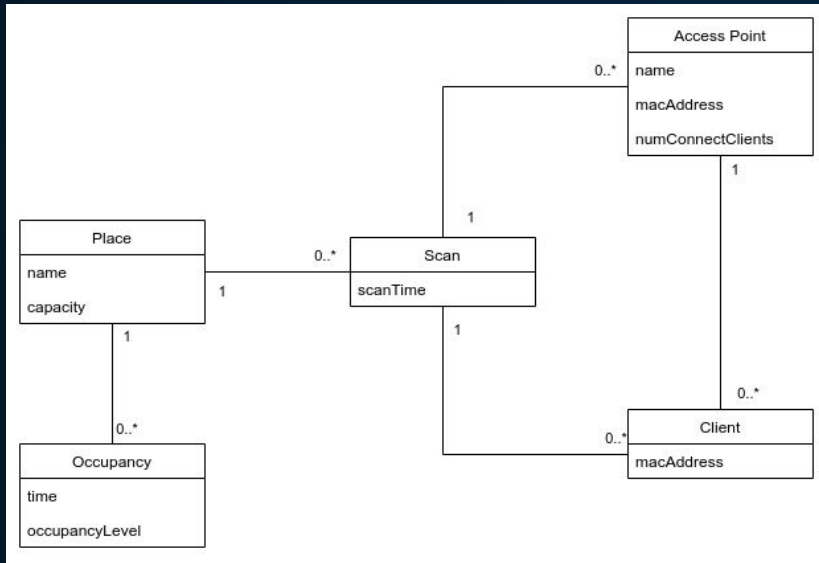 Access Point
name
macAddress
numConnectClients
0..*
1
1
Place
name
capacity
1
0..*
Scan
scanTime
1
1
0..*
Occupancy
time
occupancyLevel
0..*
0..*
Client
macAddress